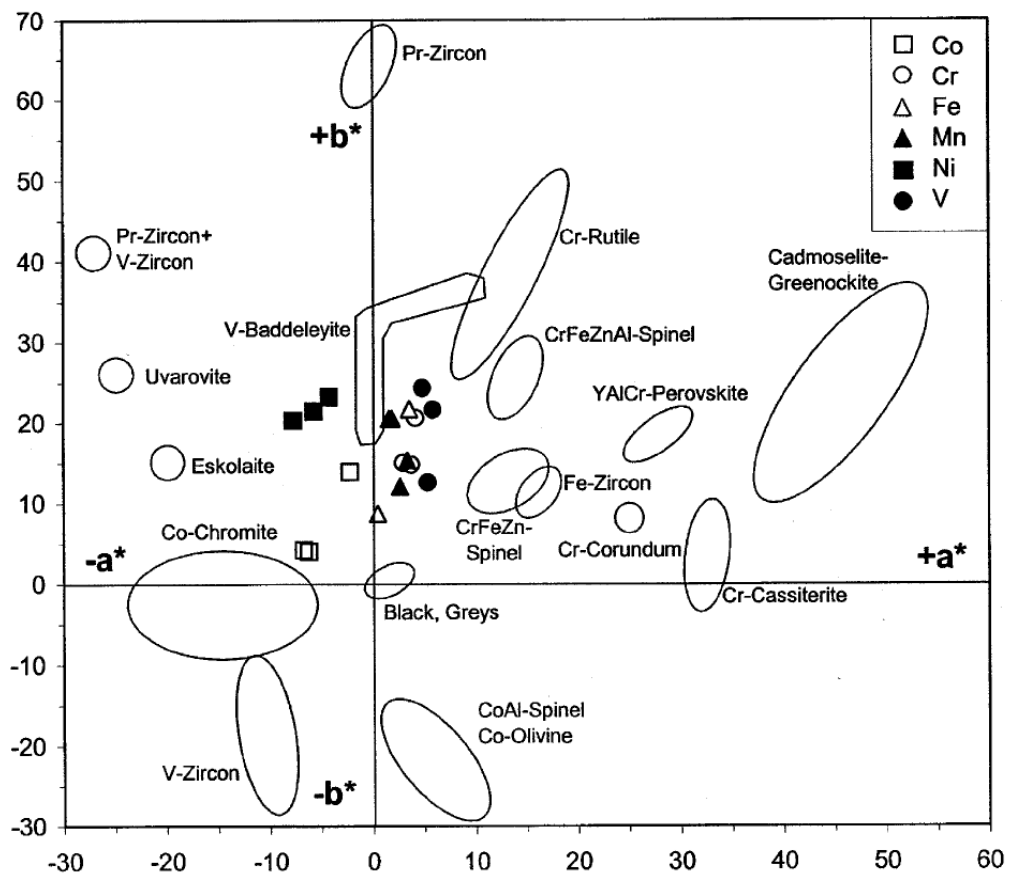 70
60
50
40
30
20
10
0
-10
-20
-30
-30
-20
-10
0
10
20
30
40
50
60
+b*
-a*
+a*
-b*
Co
Cr
Fe
Mn
Ni
V
Pr-Zircon
Pr-Zircon+
V-Zircon
Cr-Rutile
Cadmoselite-
Greenockite
V-Baddeleyite
CrFeZnAl-Spinel
Uvarovite
YAlCr-Perovskite
Eskolaite
Fe-Zircon
CrFeZn-
Spinel
Co-Chromite
Cr-Corundum
Cr-Cassiterite
Black, Greys
CoAl-Spinel
Co-Olivine
V-Zircon